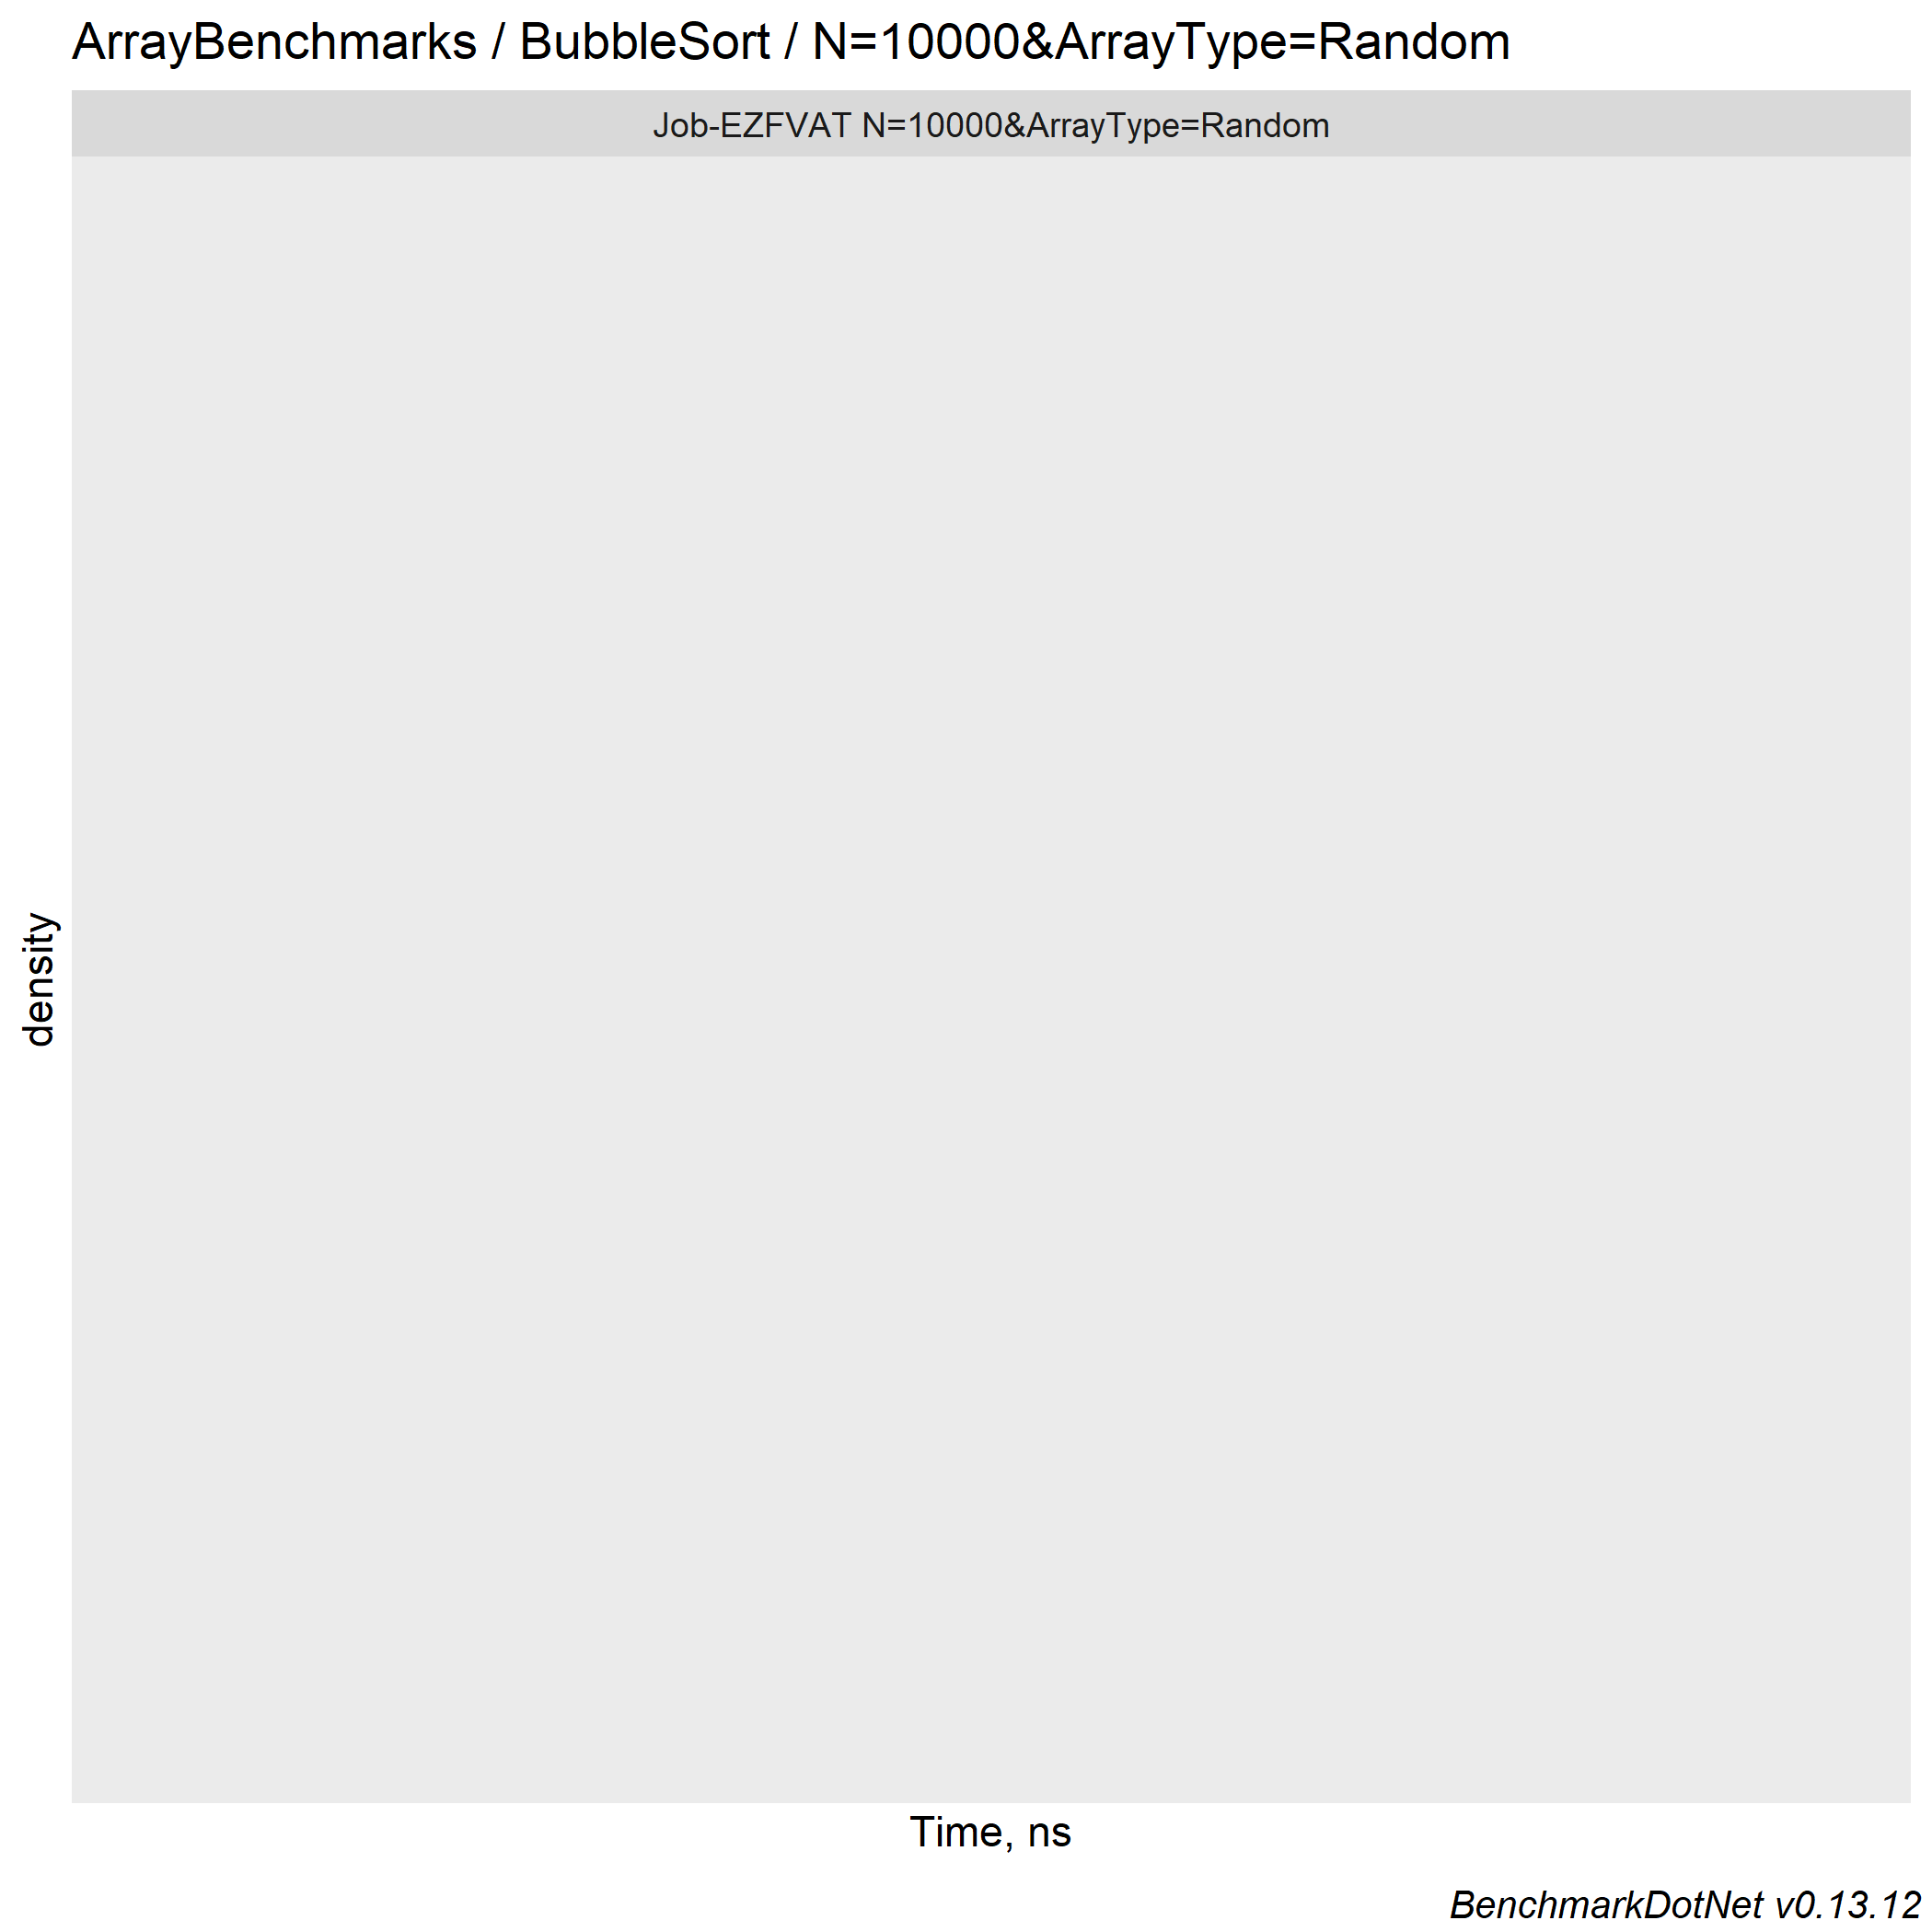 ArrayBenchmarks / BubbleSort / N=10000&ArrayType=Random
Job-EZFVAT N=10000&ArrayType=Random
density
Time, ns
BenchmarkDotNet v0.13.12